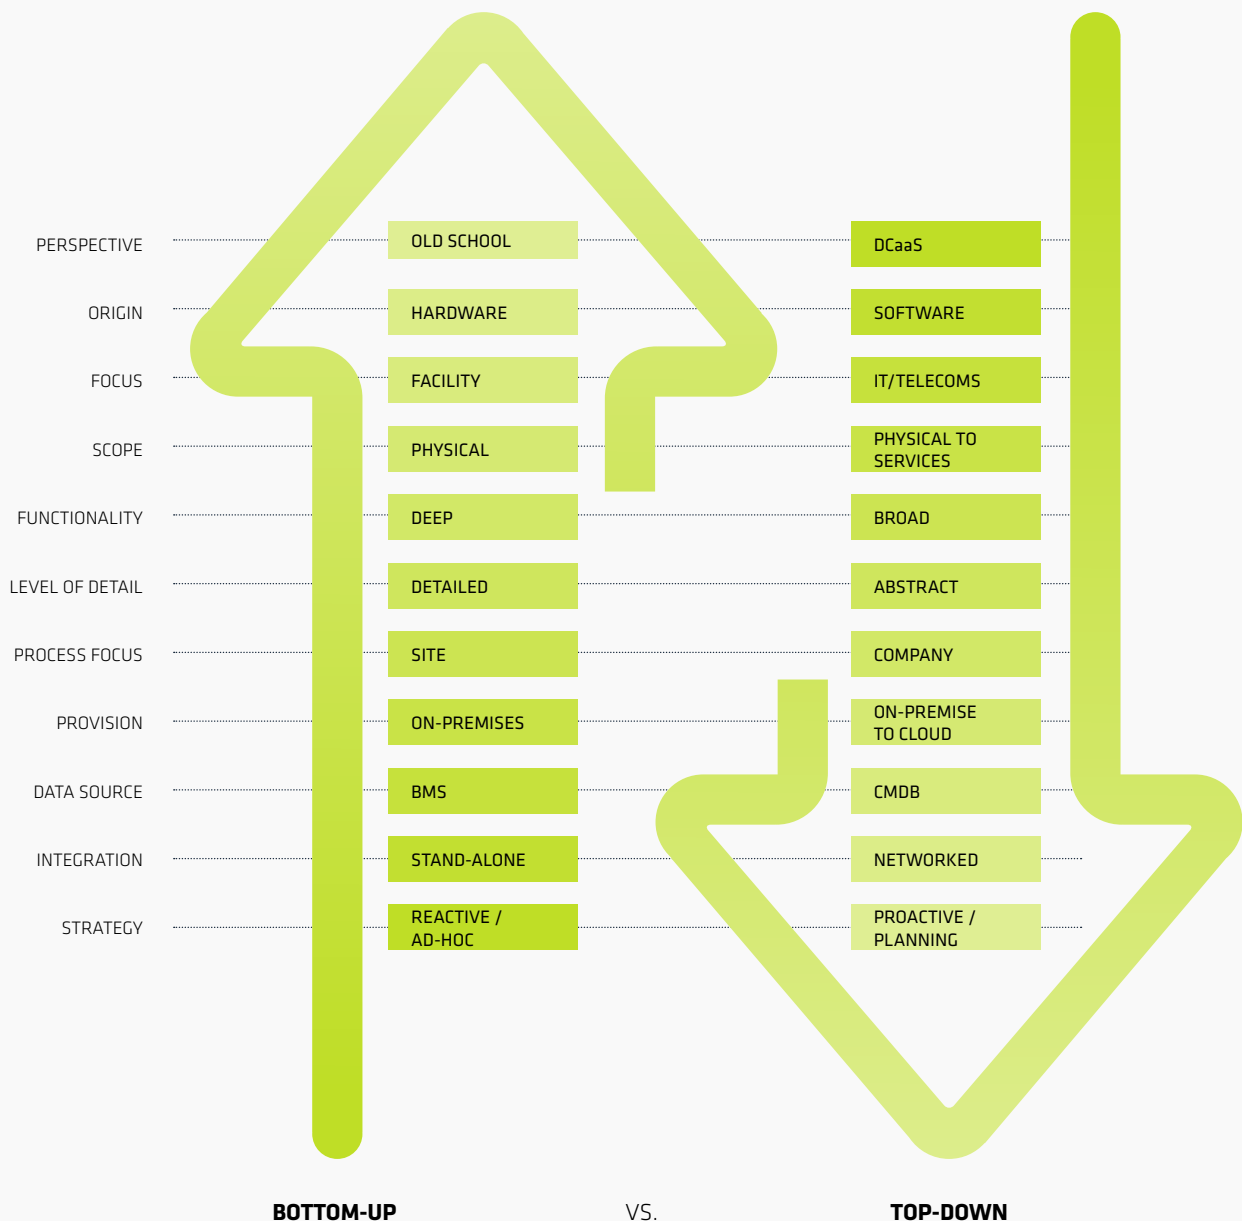 PERSPECTIVE OLD SCHOOL DCaaS
ORIGIN HARDWARE SOFTWARE
FOCUS FACILITY IT/TELECOMS
SCOPE PHYSICAL PHYSICAL TO
SERVICES
FUNCTIONALITY DEEP BROAD
LEVEL OF DETAIL DETAILED ABSTRACT
PROCESS FOCUS SITE COMPANY
PROVISION ON-PREMISES ON-PREMISE
TO CLOUD
DATA SOURCE BMS CMDB
INTEGRATION STAND-ALONE NETWORKED
STRATEGY REACTIVE / PROACTIVE /
AD-HOC PLANNING
BOTTOM-UP VS. TOP-DOWN